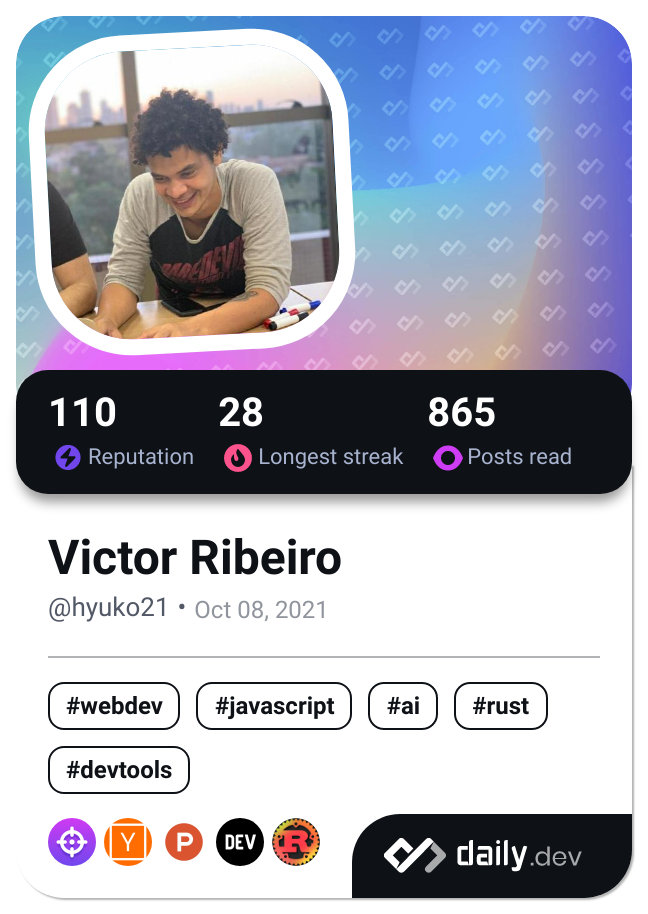 DAREDEVIL
110 28 865
Reputation Longest streak Posts read
Victor Ribeiro
@hyuko21 • Oct 08, 2021
#webdev #javascript #ai #rust
#devtools
Y P DEV R
daily.dev